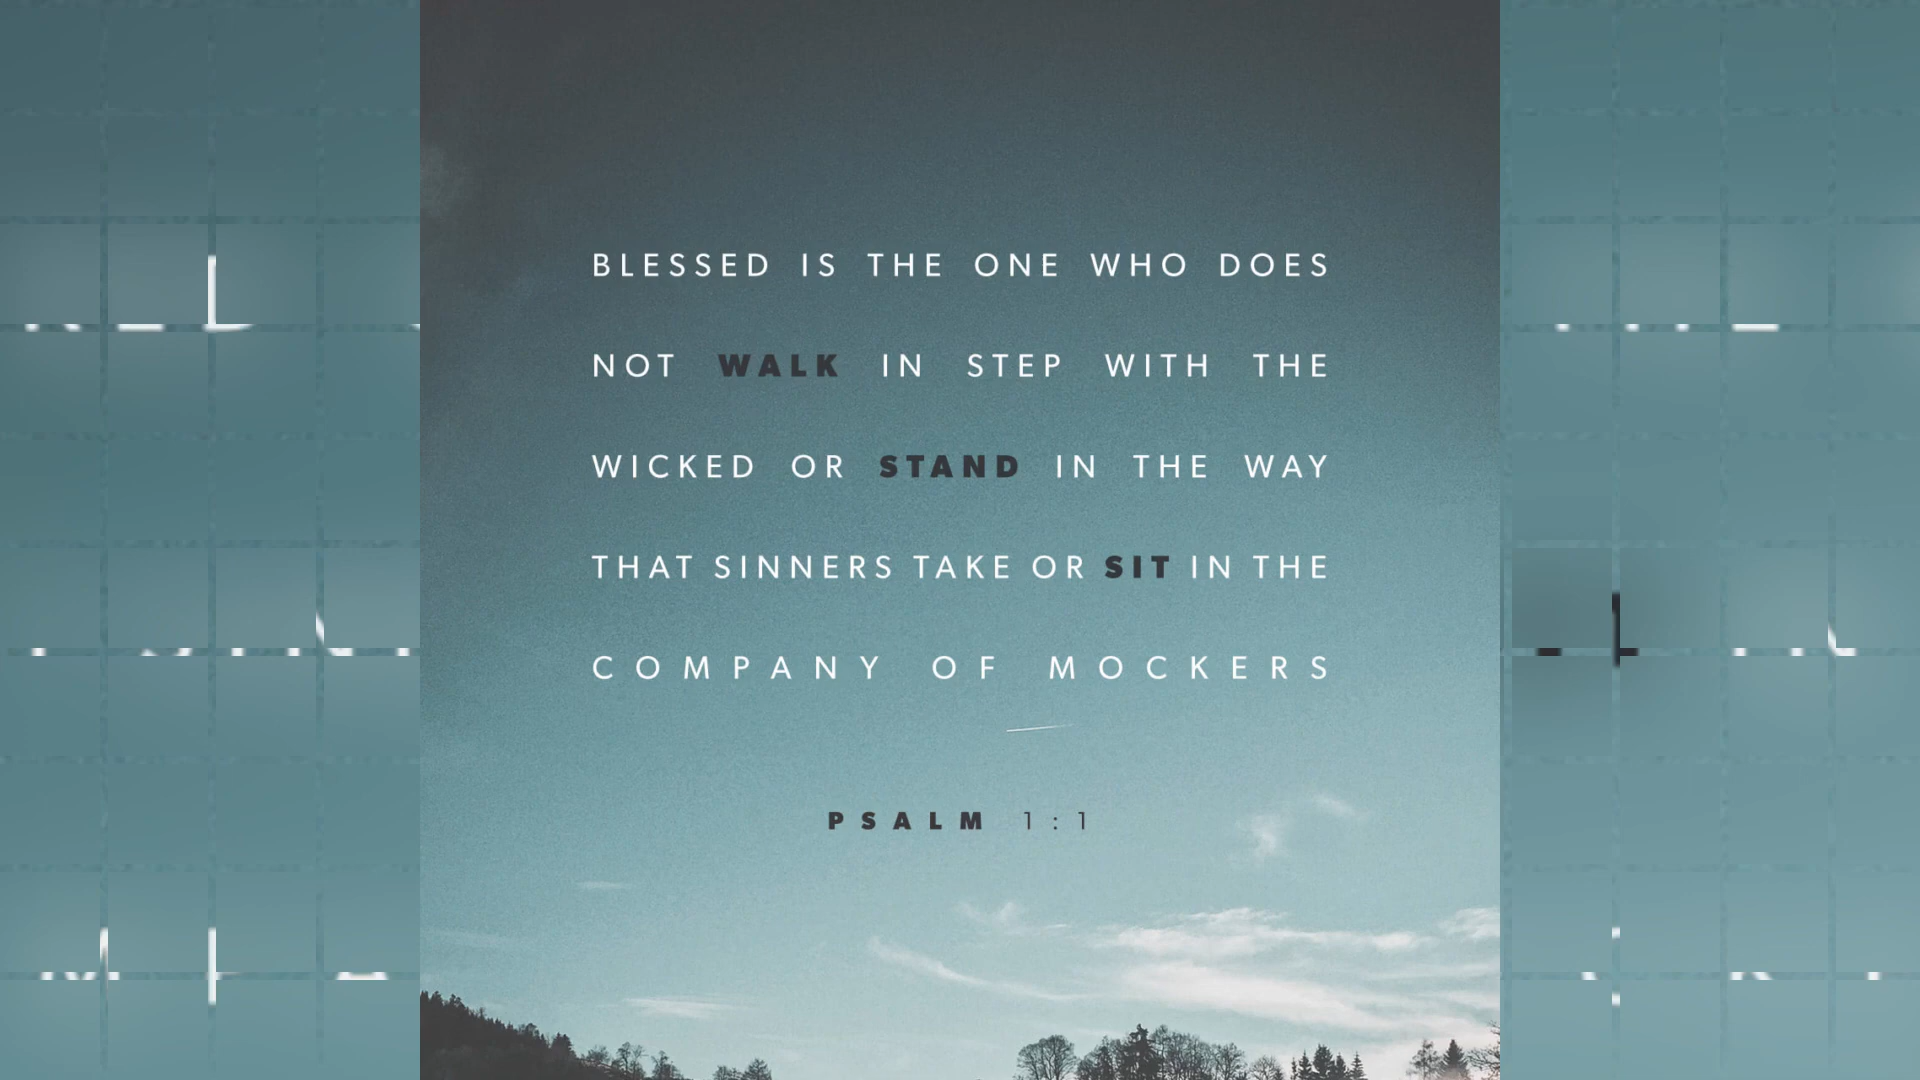 BLESSED IS THE ONE WHO DOES
NOT WALK IN STEP WITH THE
WICKED OR STAND IN THE WAY
THAT SINNERS TAKE OR SIT IN THE
COMPANY OF MOCKERS
PSALM 1:1